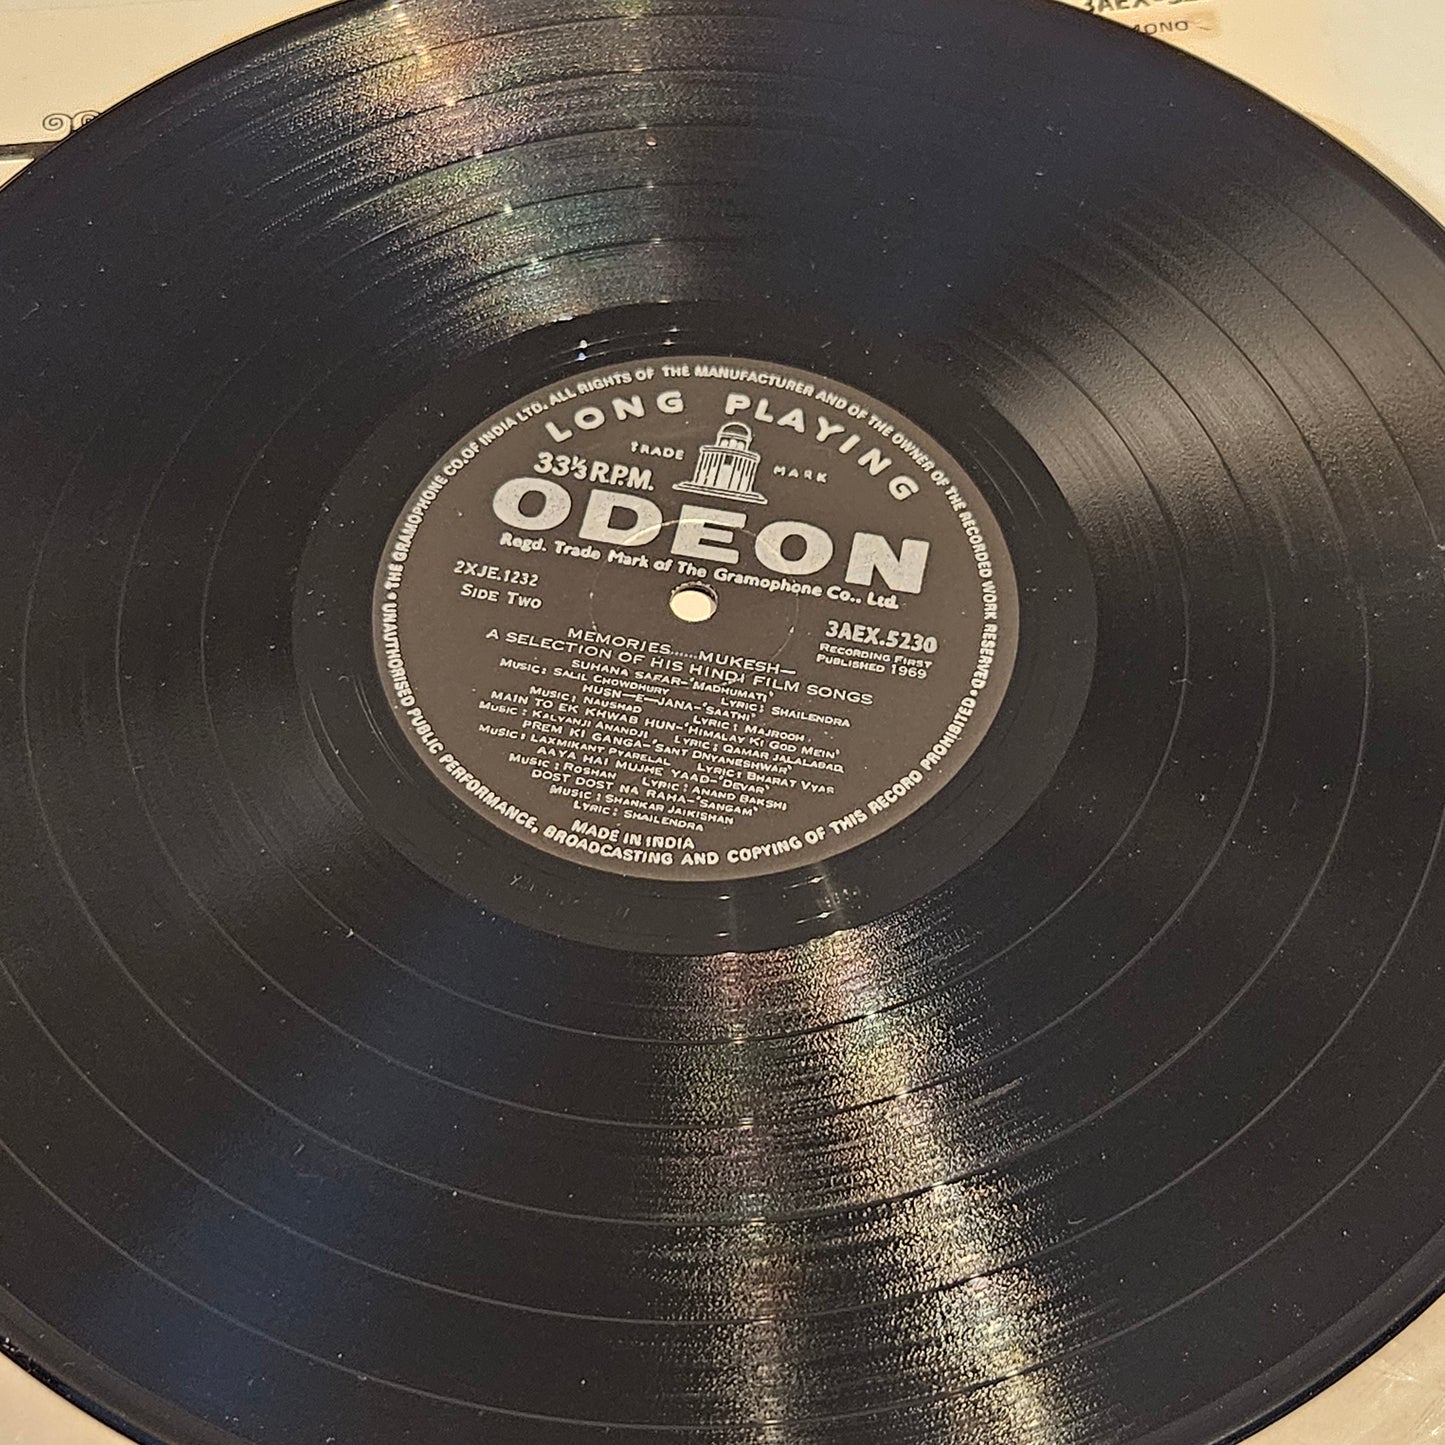 3AEX-52
MONO
UNAUTHORISED PUBLIC PERFORMANCE, BROADCASTING AND COPYING OF THIS RECORD PROHIBITED • THE GRAMOPHONE CO. OF INDIA LTD. ALL RIGHTS OF THE MANUFACTURER AND OF THE OWNER OF THE RECORDED WORK RESERVED •
LONG PLAYING
TRADE MARK
33⅓ R.P.M.
ODEON
Regd. Trade Mark of The Gramophone Co., Ltd.
2XJE.1232
SIDE TWO
3AEX.5230
RECORDING FIRST
PUBLISHED 1969
MEMORIES......MUKESH—
A SELECTION OF HIS HINDI FILM SONGS
SUHANA SAFAR-'MADHUMATI'
MUSIC: SALIL CHOWDHURY LYRIC: SHAILENDRA
HUSN-E-JANA-'SAATHI'
MUSIC: NAUSHAD LYRIC: MAJROOH
MAIN TO EK KHWAB HUN-'HIMALAY KI GOD MEIN'
MUSIC: KALYANJI ANANDJI LYRIC: QAMAR JALALABAD
PREM KI GANGA-'SANT DNYANESHWAR'
MUSIC: LAXMIKANT PYARELAL LYRIC: BHARAT VYAS
AAYA HAI MUJHE YAAD-'DEVAR'
MUSIC: ROSHAN LYRIC: ANAND BAKSHI
DOST DOST NA RAHA-'SANGAM'
MUSIC: SHANKAR JAIKISHAN
LYRIC: SHAILENDRA
MADE IN INDIA